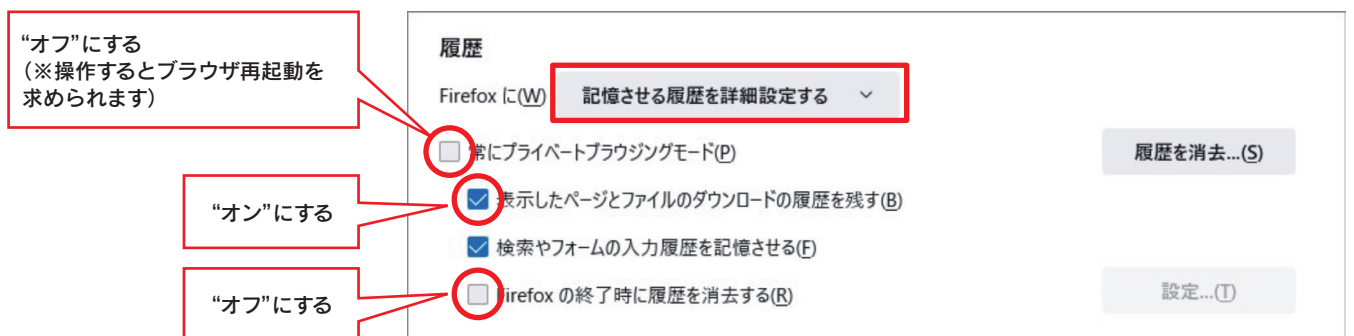 “オフ”にする
（※操作するとブラウザ再起動を
求められます）
履歴
Firefox に(W) 記憶させる履歴を詳細設定する
常にプライベートブラウジングモード(P) 履歴を消去...(S)
“オン”にする
表示したページとファイルのダウンロードの履歴を残す(B)
検索やフォームの入力履歴を記憶させる(F)
“オフ”にする
Firefox の終了時に履歴を消去する(R) 設定...(T)